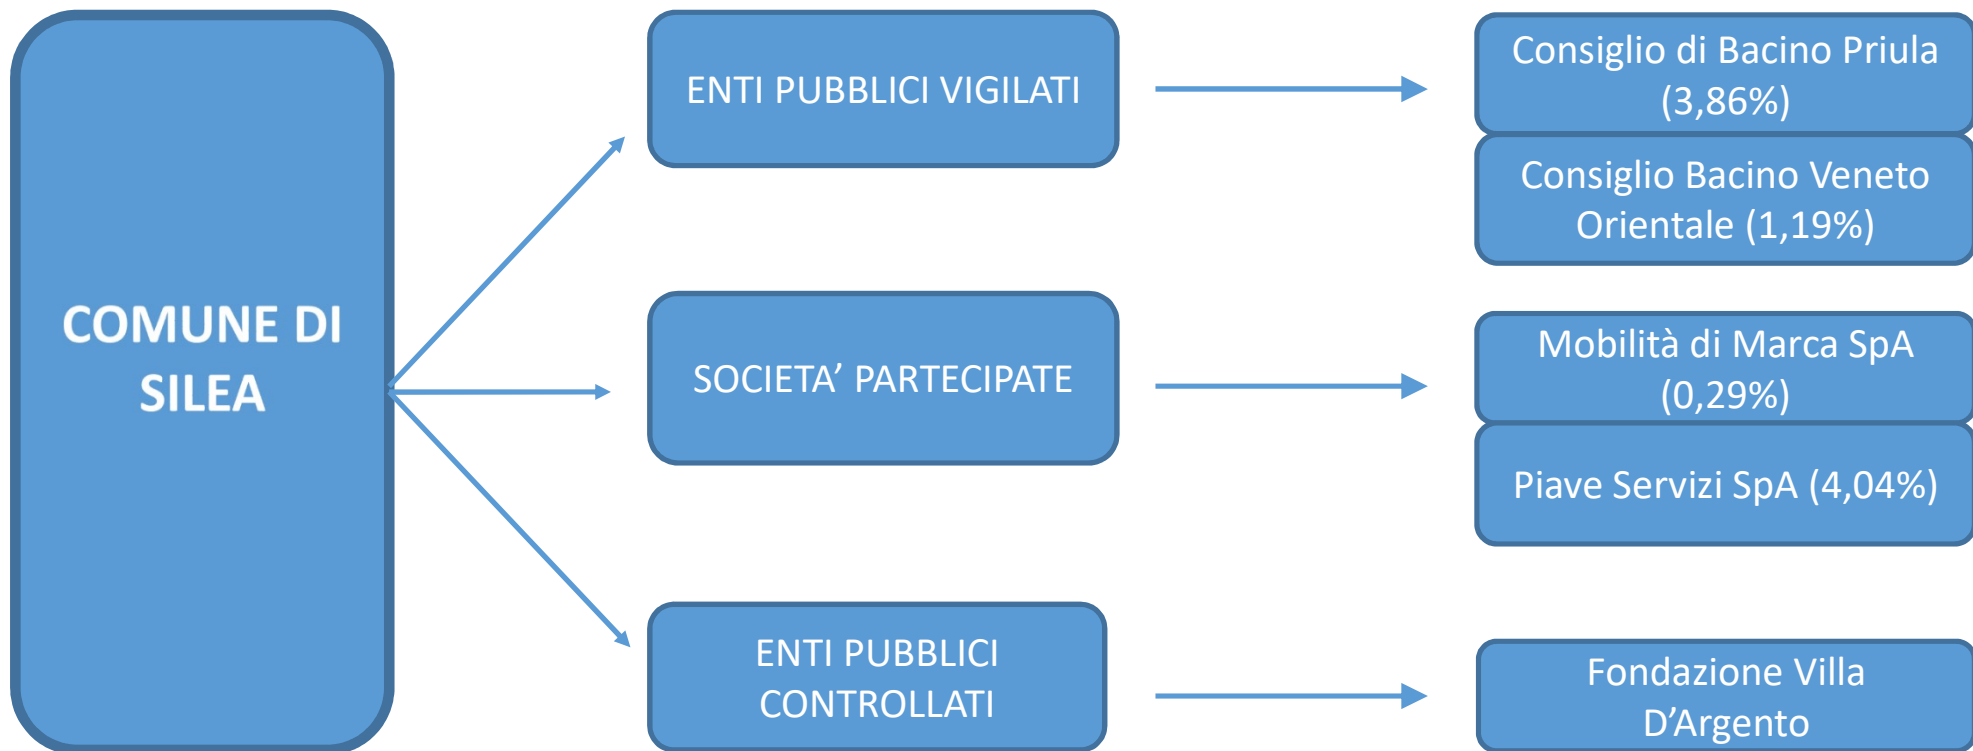 COMUNE DI
SILEA
ENTI PUBBLICI VIGILATI
Consiglio di Bacino Priula
(3,86%)
Consiglio Bacino Veneto
Orientale (1,19%)
SOCIETA’ PARTECIPATE
Mobilità di Marca SpA
(0,29%)
Piave Servizi SpA (4,04%)
ENTI PUBBLICI
CONTROLLATI
Fondazione Villa
D’Argento